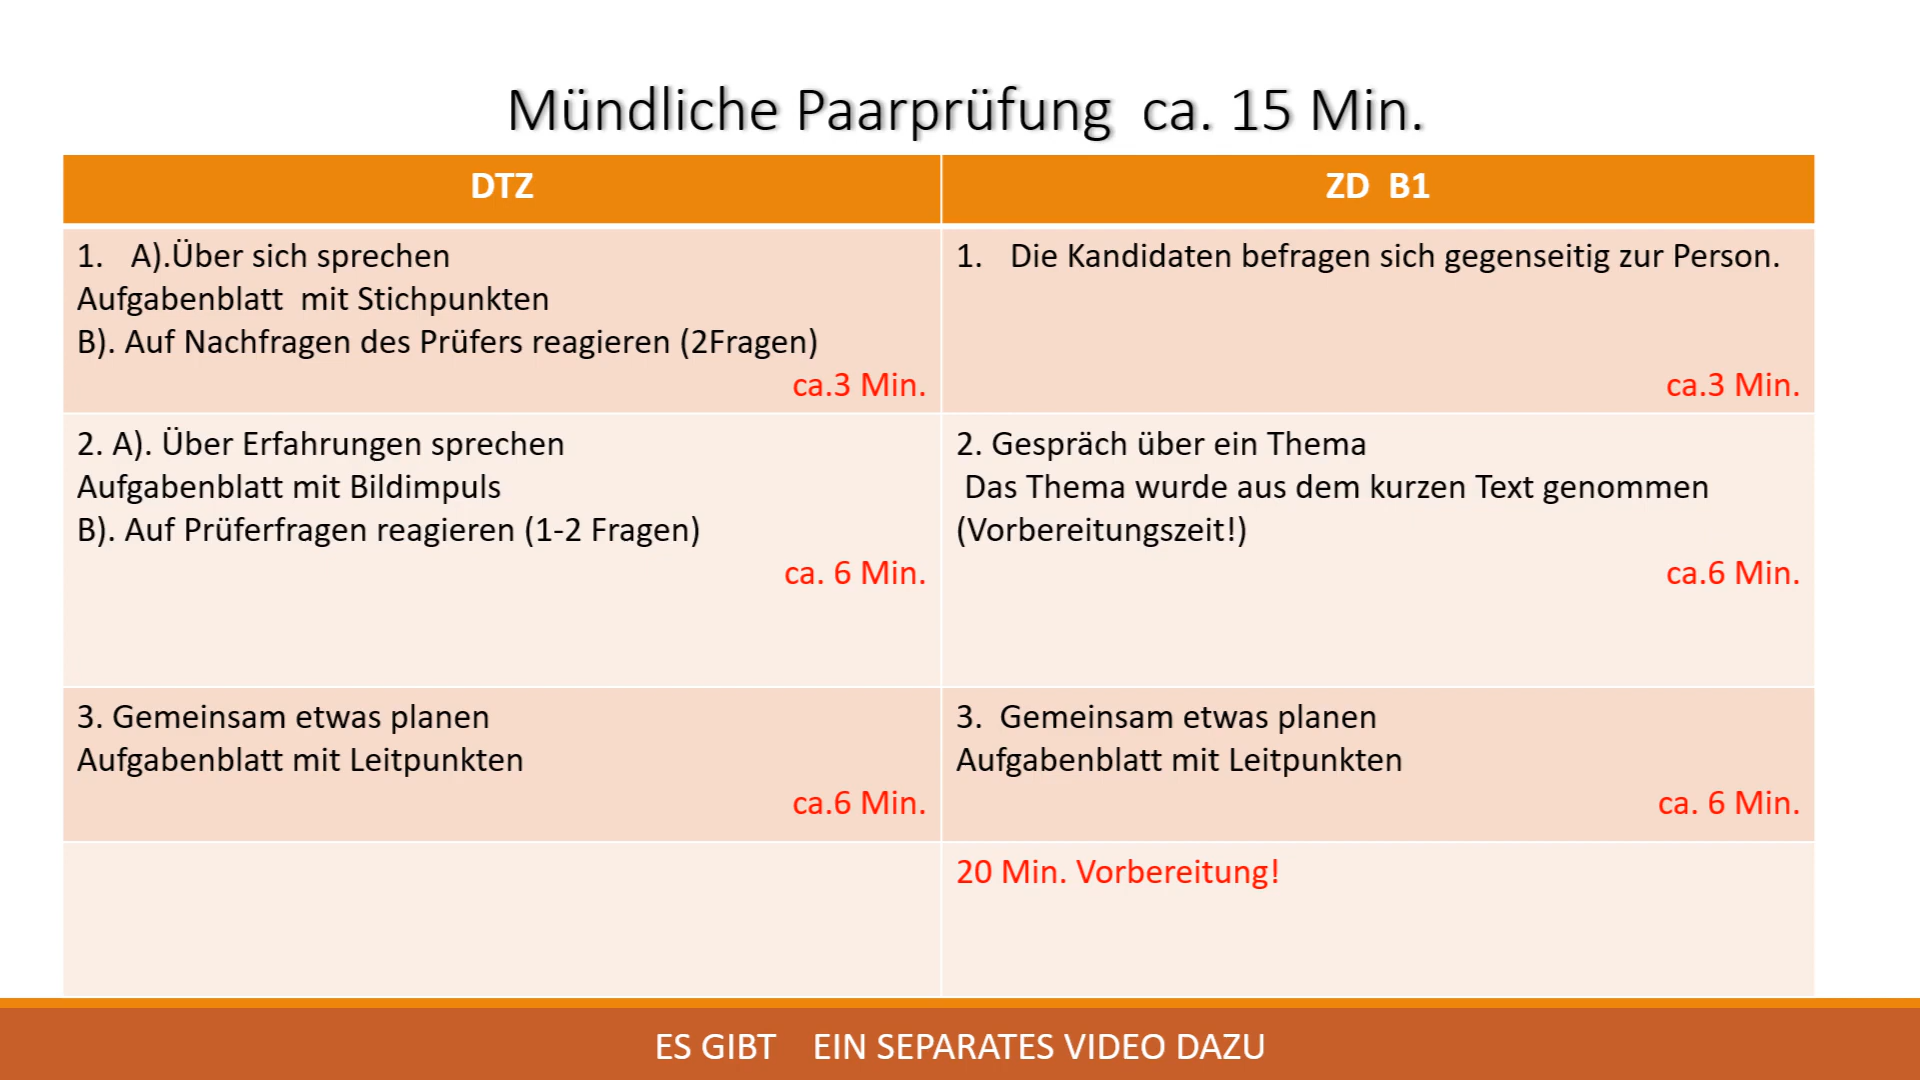 Mündliche Paarprüfung  ca. 15 Min.
DTZ
ZD  B1
1.   A).Über sich sprechen
Aufgabenblatt  mit Stichpunkten
B). Auf Nachfragen des Prüfers reagieren (2Fragen)
ca.3 Min.
1.   Die Kandidaten befragen sich gegenseitig zur Person.
ca.3 Min.
2. A). Über Erfahrungen sprechen
Aufgabenblatt mit Bildimpuls
B). Auf Prüferfragen reagieren (1-2 Fragen)
ca. 6 Min.
2. Gespräch über ein Thema
Das Thema wurde aus dem kurzen Text genommen
(Vorbereitungszeit!)
ca.6 Min.
3. Gemeinsam etwas planen
Aufgabenblatt mit Leitpunkten
ca.6 Min.
3.  Gemeinsam etwas planen
Aufgabenblatt mit Leitpunkten
ca. 6 Min.
20 Min. Vorbereitung!
ES GIBT    EIN SEPARATES VIDEO DAZU